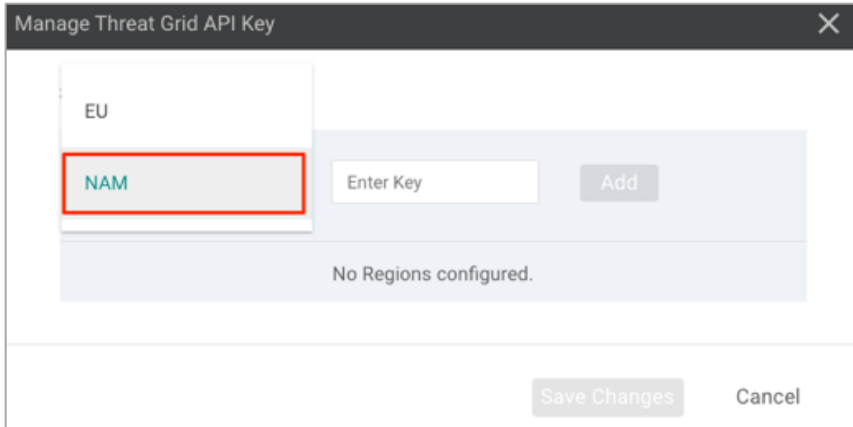 Manage Threat Grid API Key
EU
NAM
Enter Key
Add
No Regions configured.
Save Changes
Cancel